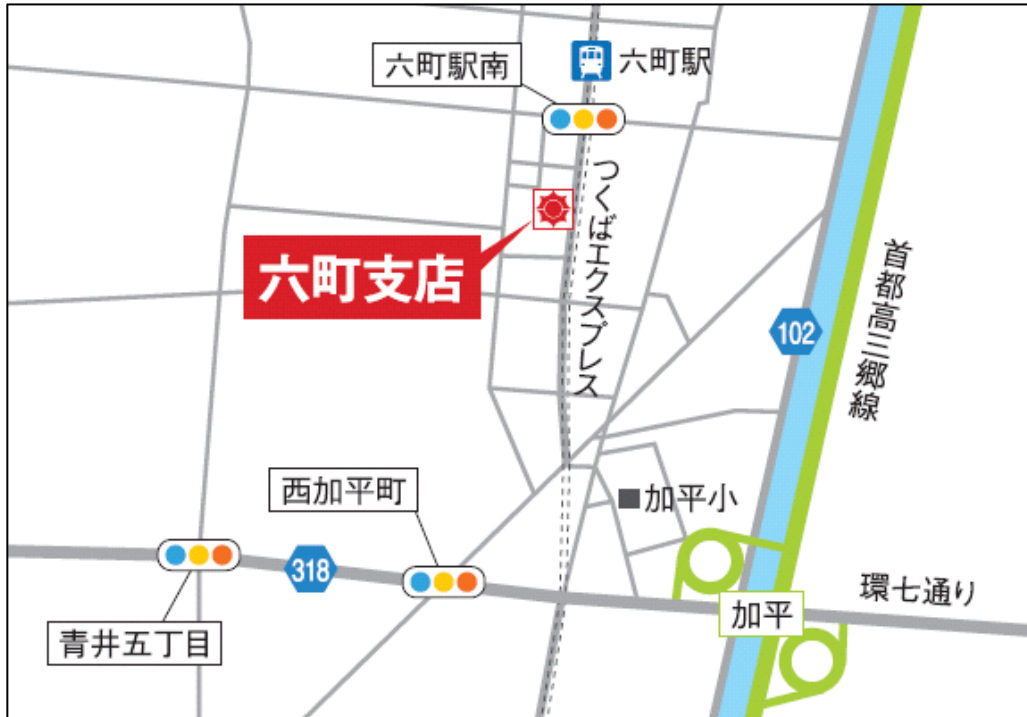 六町駅南
六町駅
つくばエクスプレス
六町支店
首都高三郷線
102
西加平町
加平小
318
環七通り
加平
青井五丁目